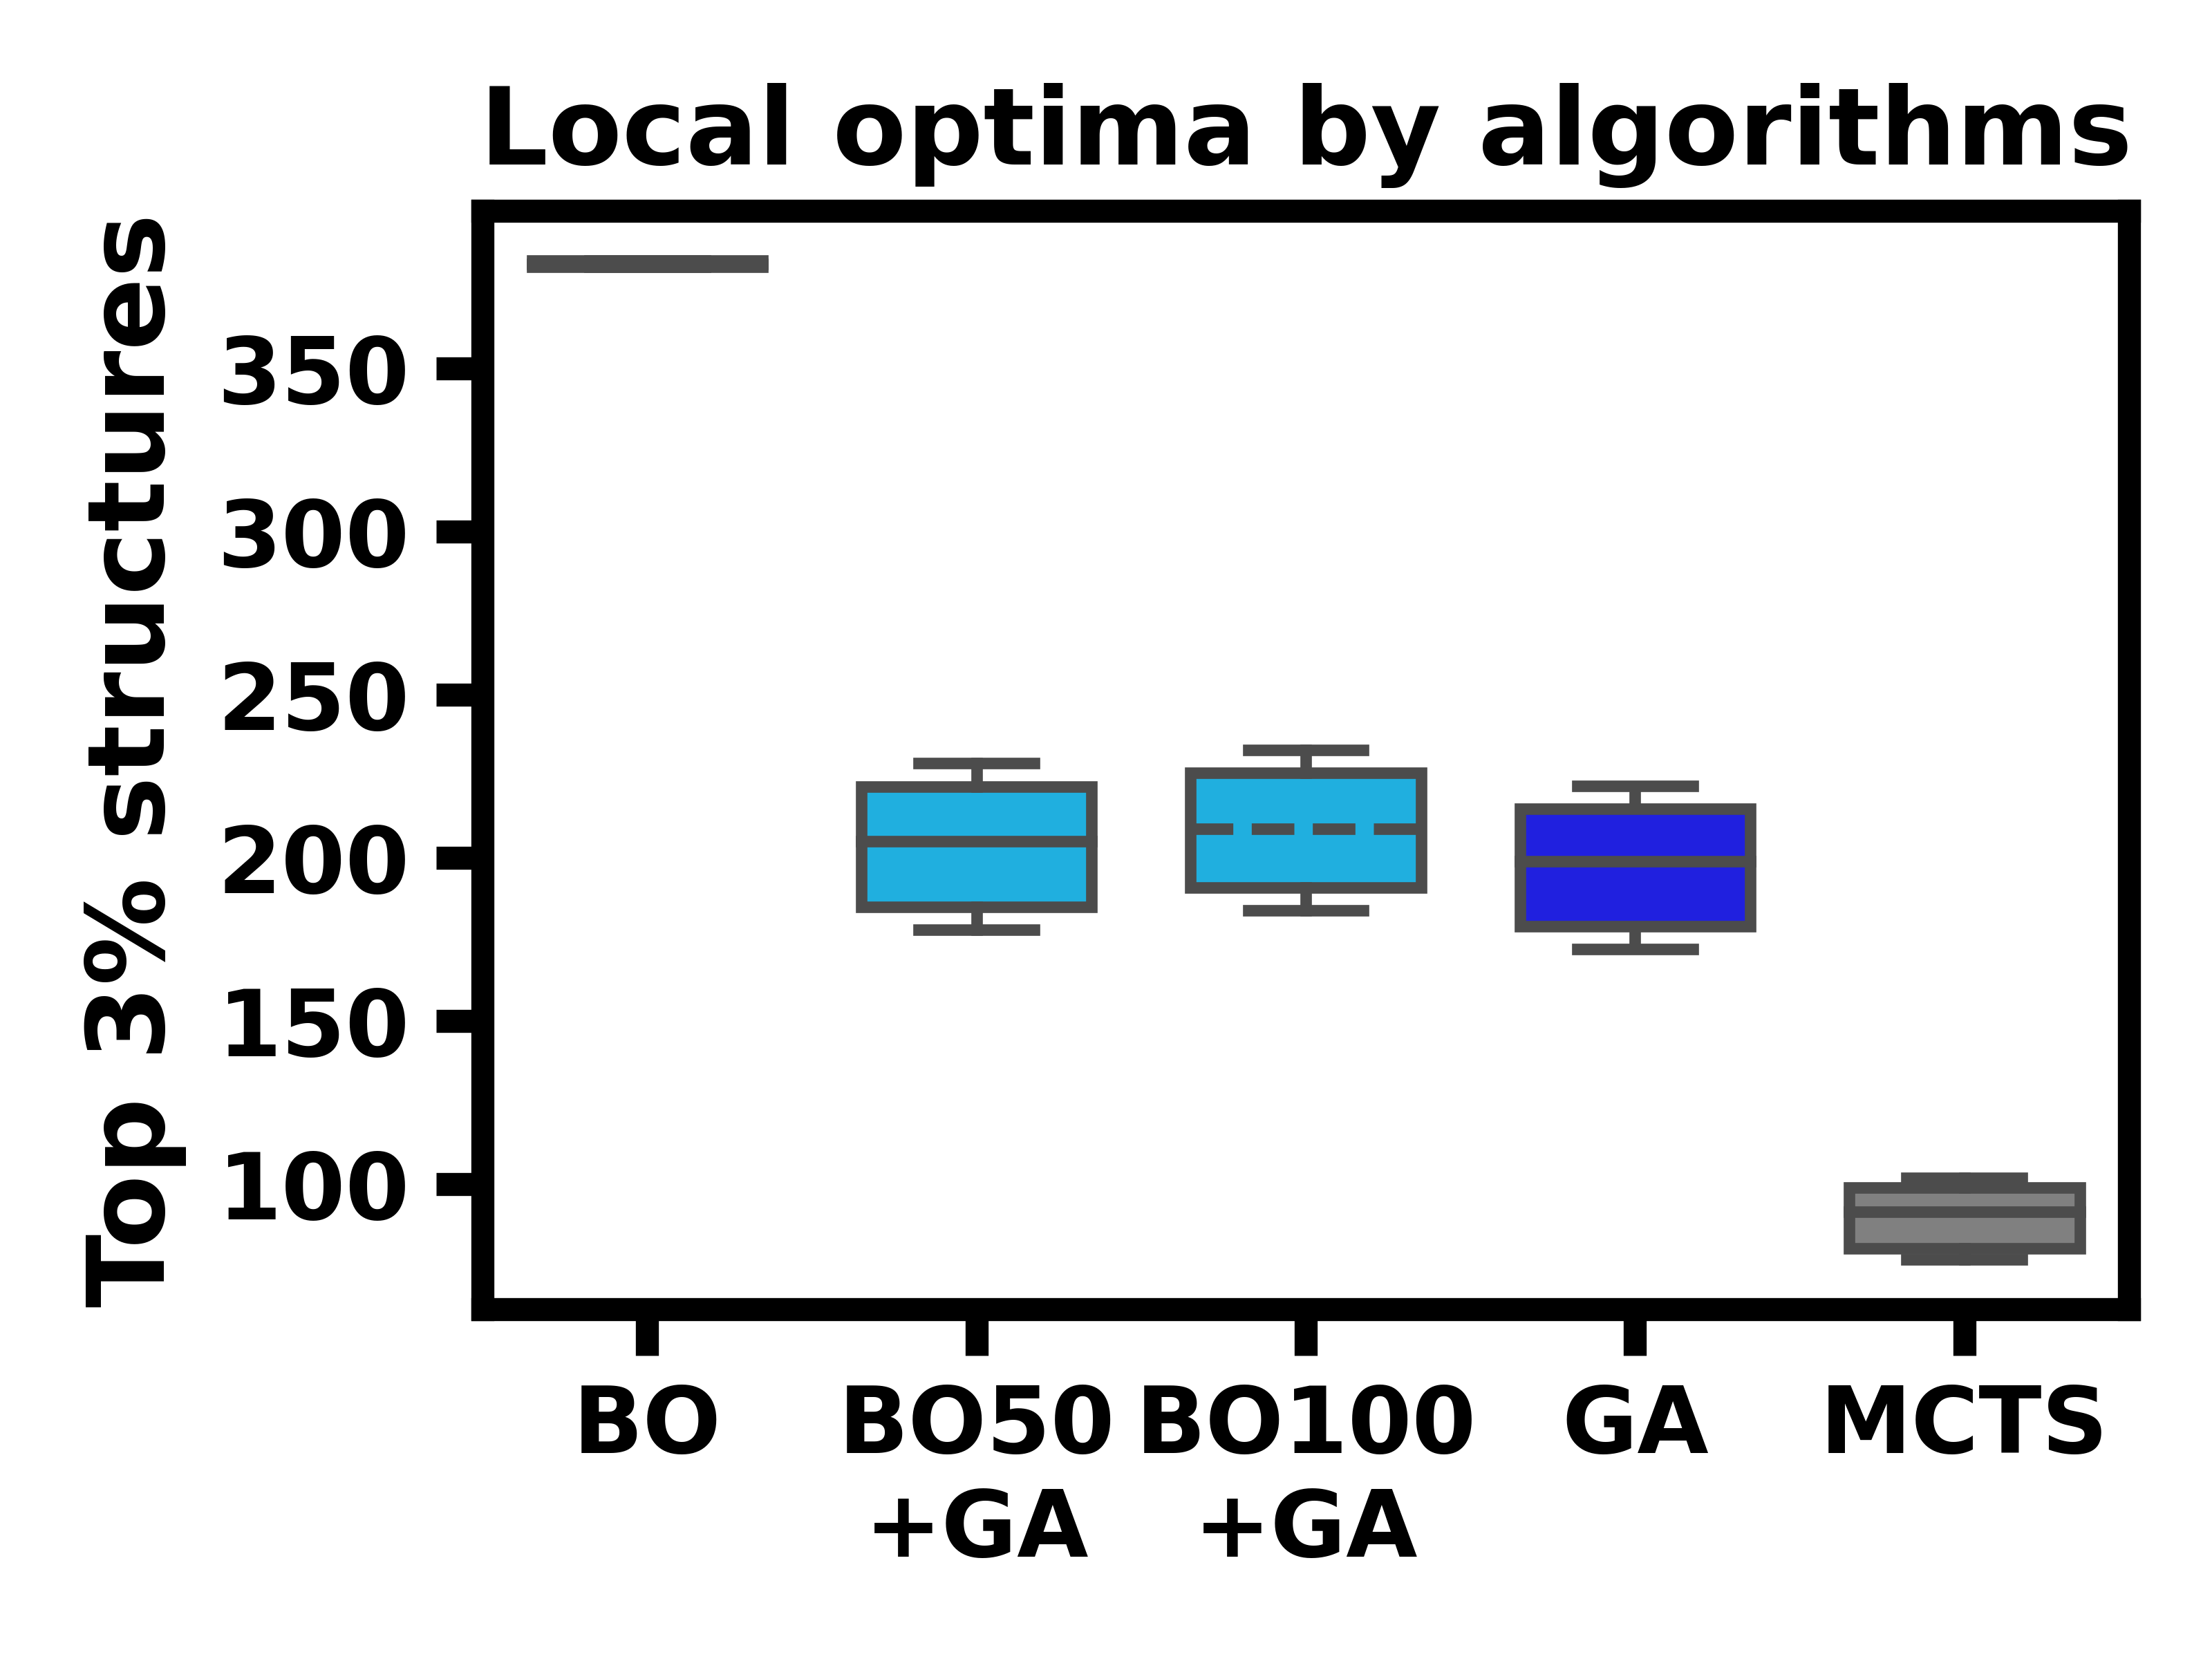 Local optima by algorithms
Top 3% structures
350
300
250
200
150
100
BO
BO50
+GA
BO100
+GA
GA
MCTS